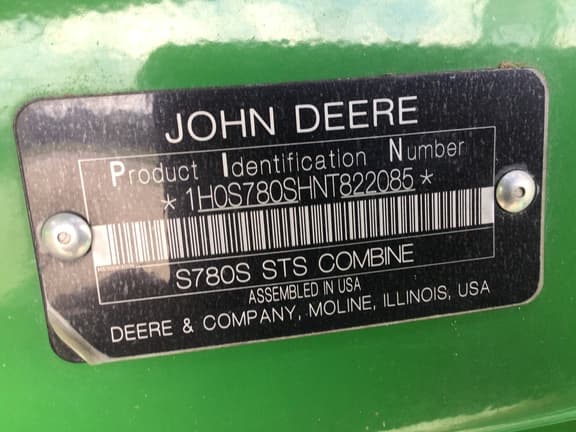 JOHN DEERE
Product Identification Number
* 1H0S780SHNT822085 *
S780S STS COMBINE
ASSEMBLED IN USA
DEERE & COMPANY, MOLINE, ILLINOIS, USA